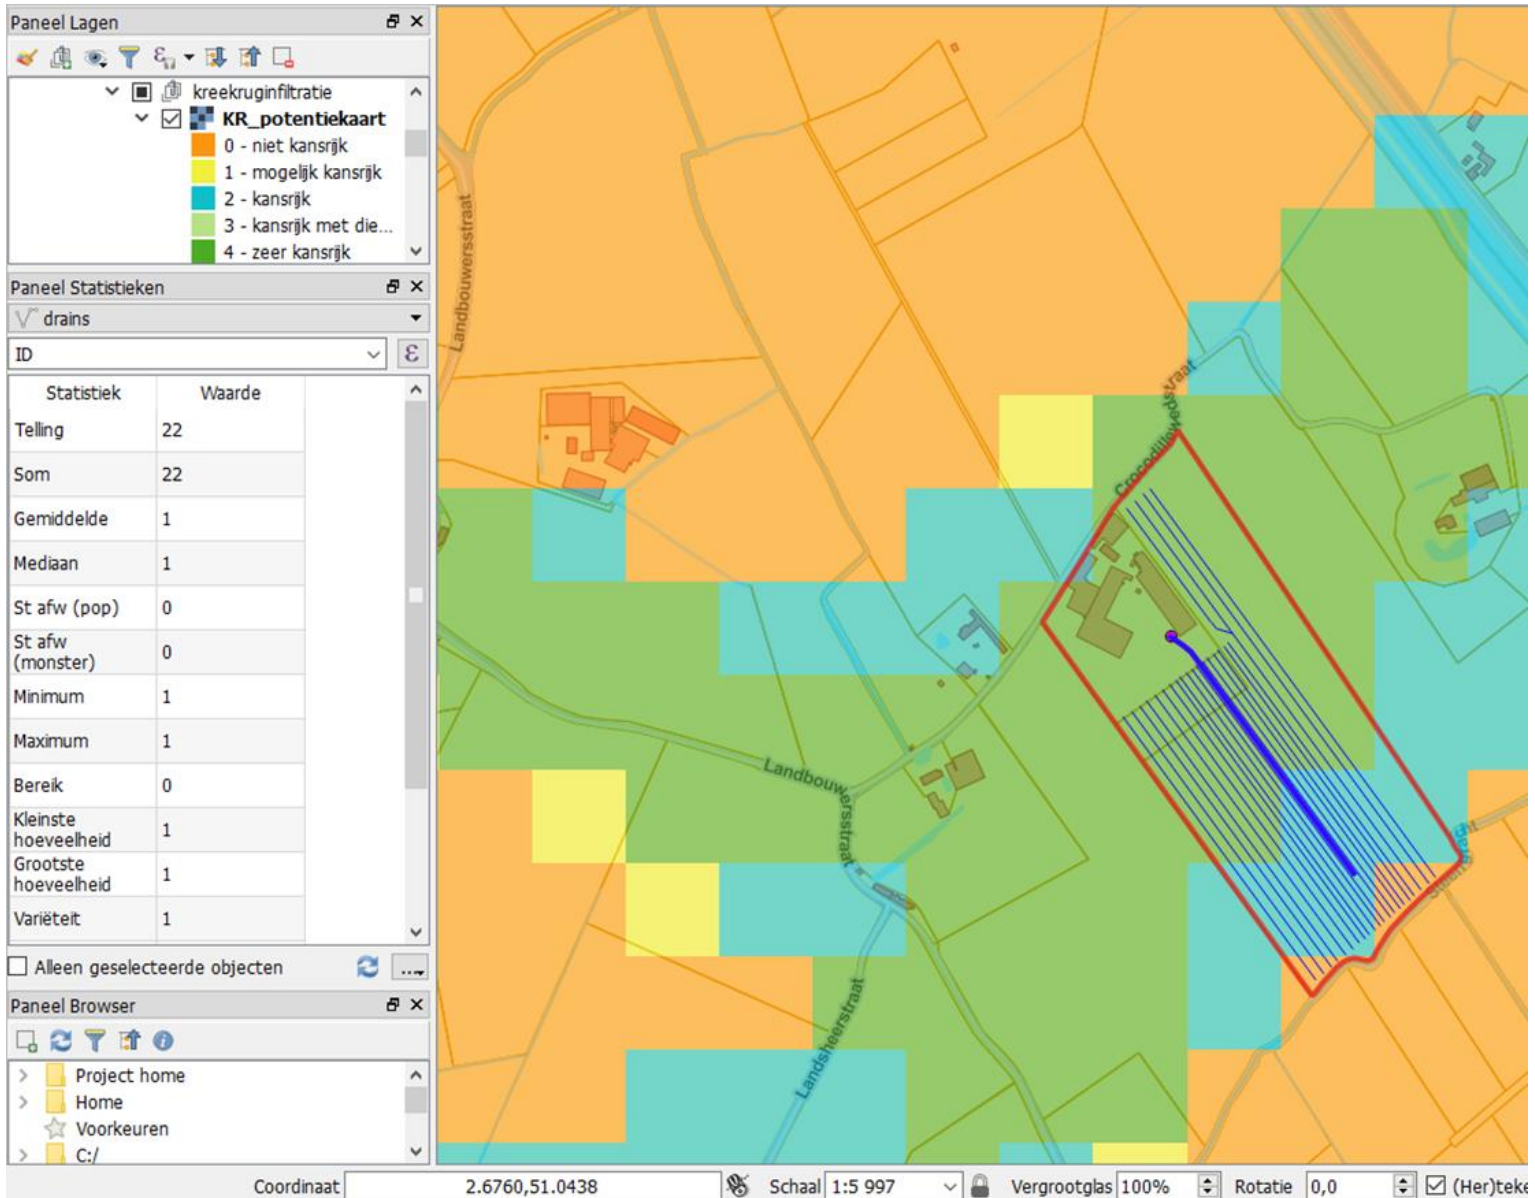 Paneel Lagen
kreekruginfiltratie
KR_potentiekaart
0 - niet kansrijk
1 - mogelijk kansrijk
2 - kansrijk
3 - kansrijk met die...
4 - zeer kansrijk
Paneel Statistieken
drains
ID
ε
Statistiek Waarde
Telling 22
Som 22
Gemiddelde 1
Mediaan 1
St afw (pop) 0
St afw
(monster) 0
Minimum 1
Maximum 1
Bereik 0
Kleinste
hoeveelheid 1
Grootste
hoeveelheid 1
Variëteit 1
Alleen geselecteerde objecten
...
Paneel Browser
Project home
Home
Voorkeuren
C:/
Landbouwersstraat
Crocodillewedstraat
Landbouwersstraat
Landsheerstraat
Coordinaat 2.6760,51.0438 Schaal 1:5 997 Vergrootglas 100% Rotatie 0,0 (Her)teke